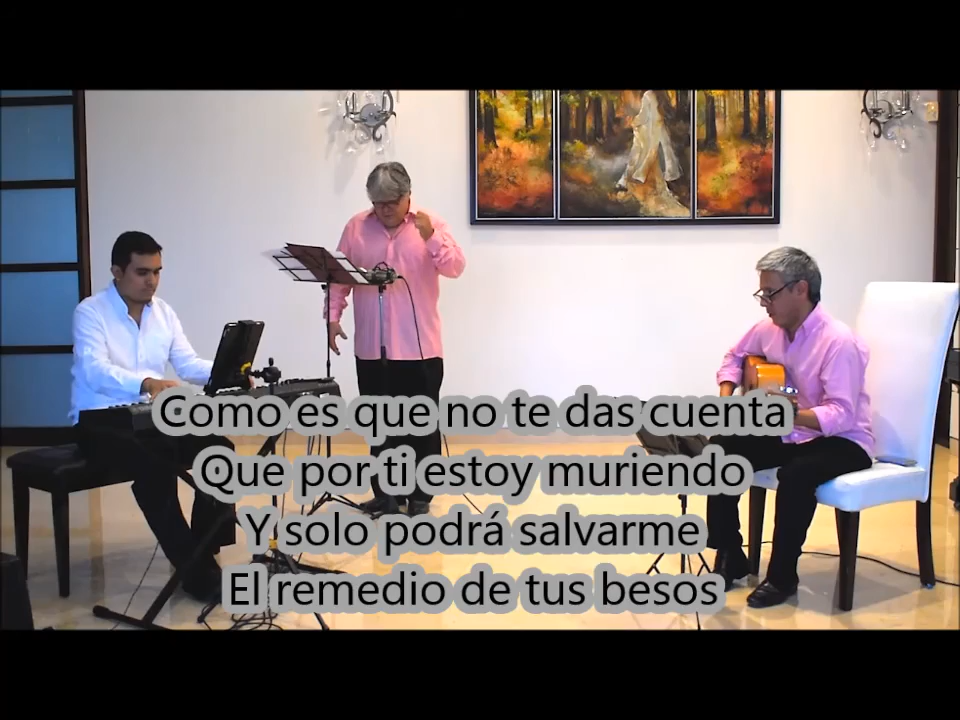 Como es que no te das cuenta
Que por ti estoy muriendo
Y solo podrá salvarme
El remedio de tus besos